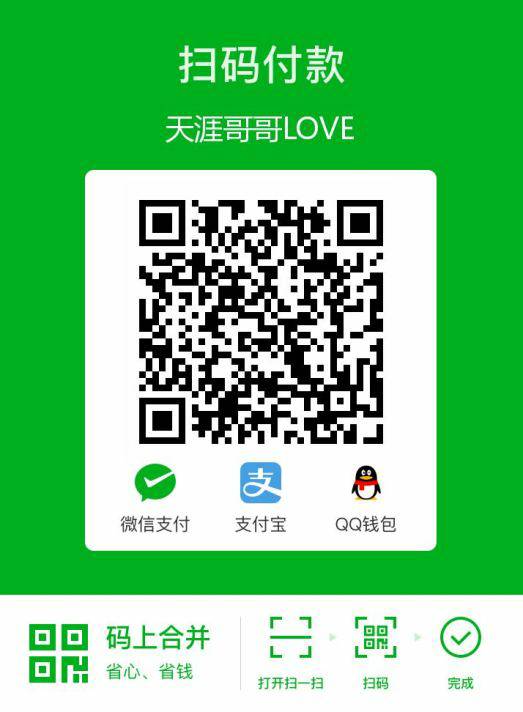 扫码付款
天涯哥哥LOVE
支
微信支付 支付宝 QQ钱包
码上合并
省心、省钱
打开扫一扫 扫码 完成